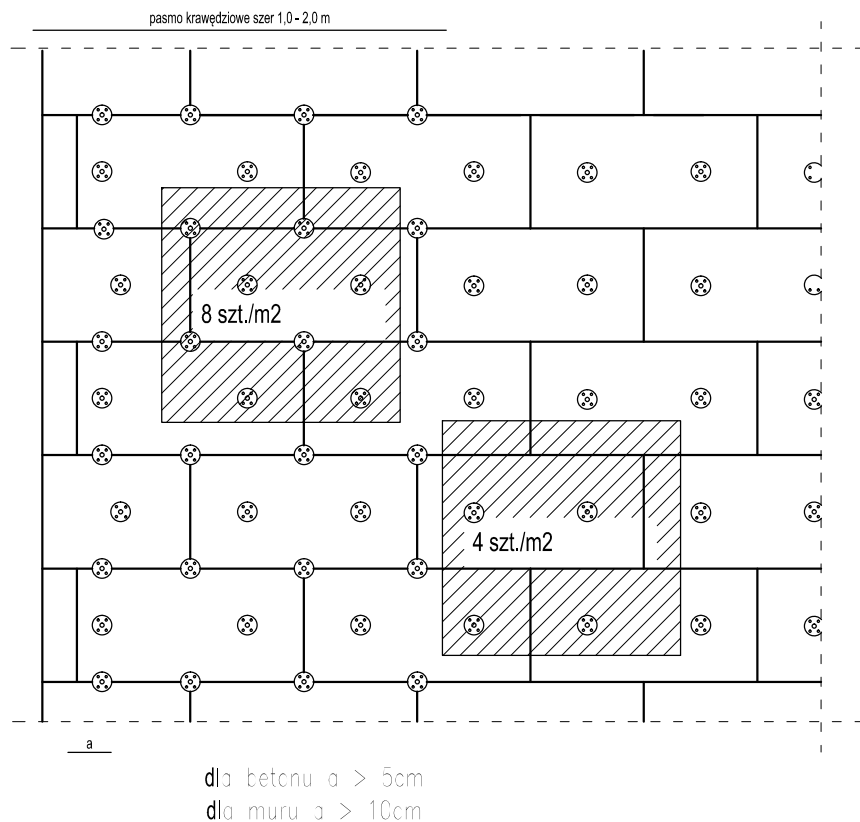 pasmo krawędziowe szer 1,0 - 2,0 m
8 szt./m2
4 szt./m2
a
dla betonu a > 5cm
dla muru a > 10cm